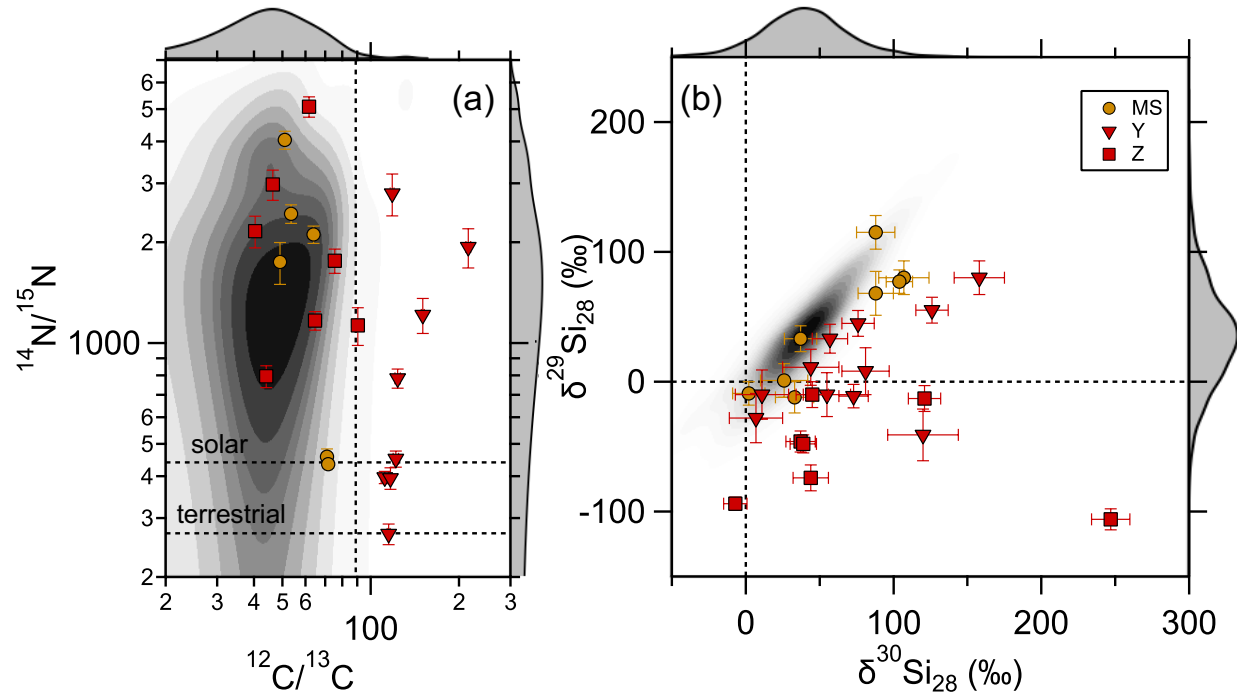 (a)
6
5
4
3
2
1000
6
5
4
3
2
¹⁴N/¹⁵N
solar
terrestrial
2 3 4 5 6 100 2 3
¹²C/¹³C
(b)
MS
Y
Z
200
100
0
-100
δ²⁹Si₂₈ (‰)
0 100 200 300
δ³⁰Si₂₈ (‰)